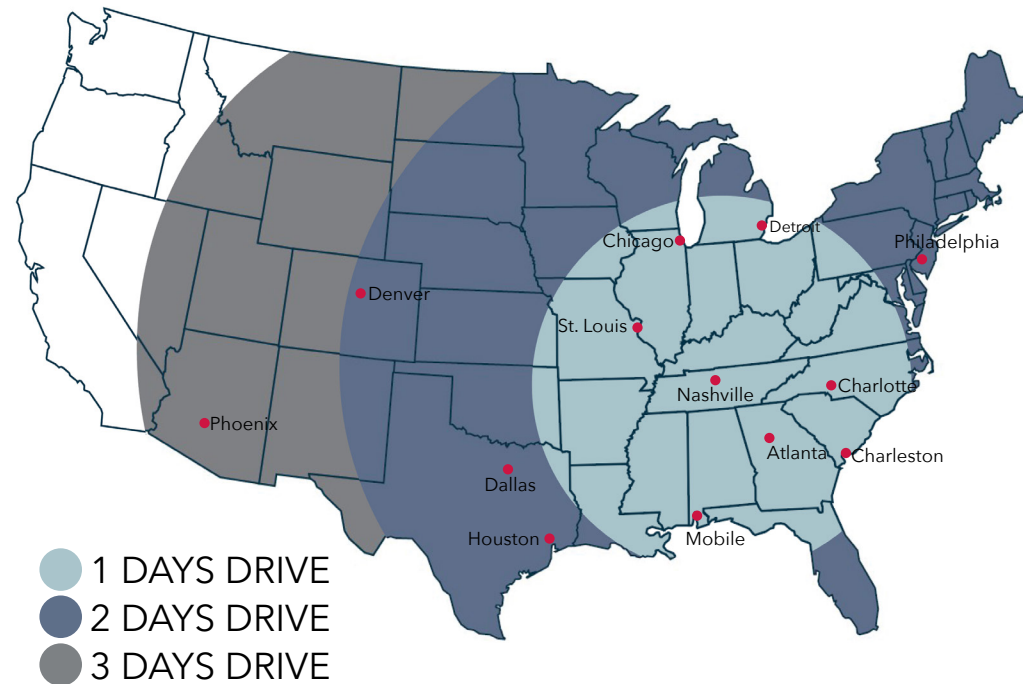 Detroit
Chicago
Philadelphia
Denver
St. Louis
Charlotte
Nashville
Phoenix
Atlanta
Charleston
Dallas
Houston
Mobile
1 DAYS DRIVE
2 DAYS DRIVE
3 DAYS DRIVE